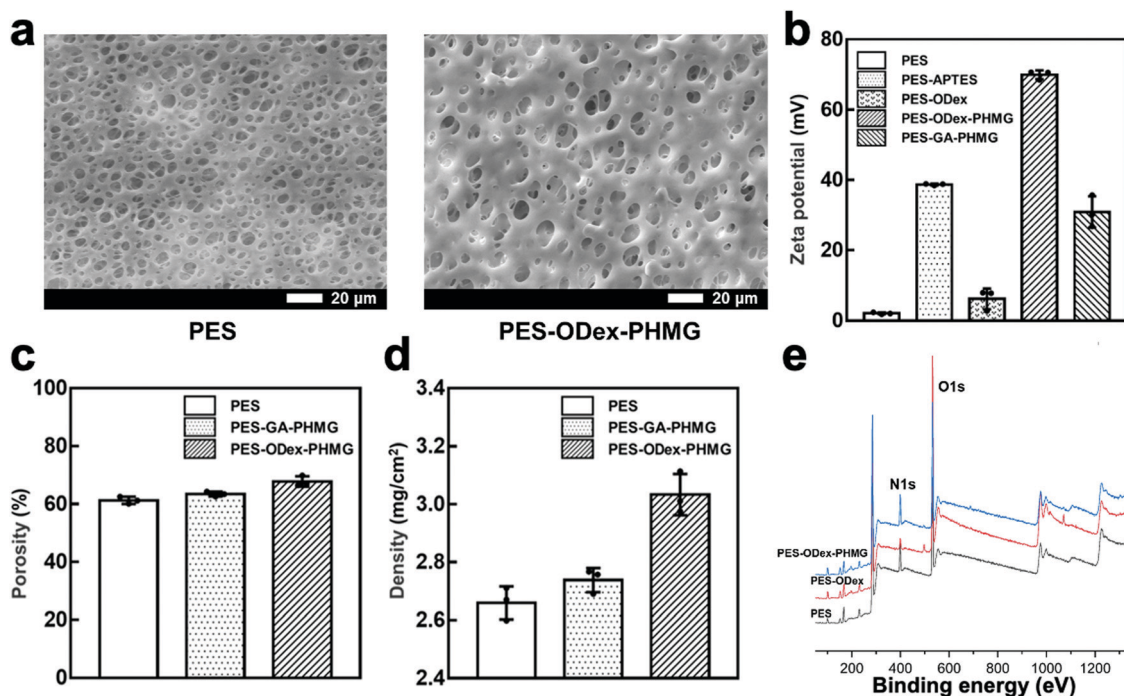 a
20 µm
PES
20 µm
PES-ODex-PHMG
b
80
60
40
20
0
Zeta potential (mV)
PES
PES-APTES
PES-ODex
PES-ODex-PHMG
PES-GA-PHMG
c
100
80
60
40
20
0
Porosity (%)
PES
PES-GA-PHMG
PES-ODex-PHMG
d
3.4
3.2
3.0
2.8
2.6
2.4
Density (mg/cm²)
PES
PES-GA-PHMG
PES-ODex-PHMG
e
O1s
N1s
PES-ODex-PHMG
PES-ODex
PES
200 400 600 800 1000 1200
Binding energy (eV)